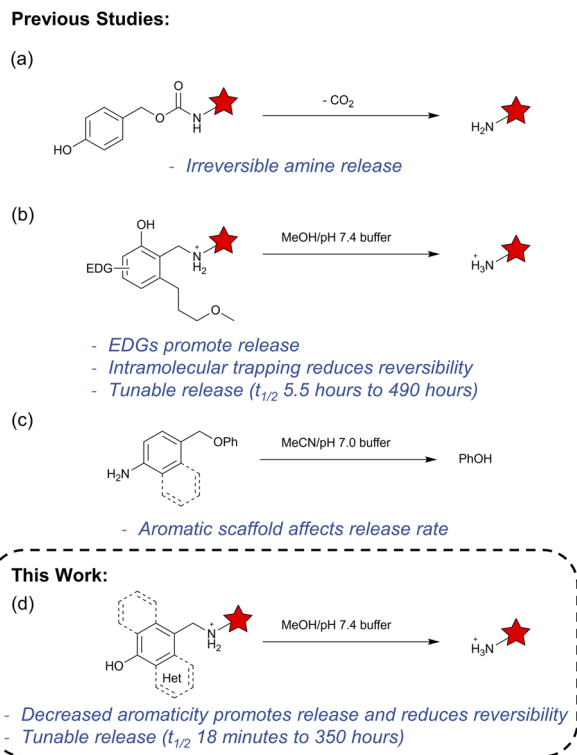 Previous Studies:
(a)
O
O
N
H
HO
- CO2
H2N
- Irreversible amine release
(b)
OH
+
N
H2
EDG
O
MeOH/pH 7.4 buffer
+
H3N
- EDGs promote release
- Intramolecular trapping reduces reversibility
- Tunable release (t1/2 5.5 hours to 490 hours)
(c)
OPh
H2N
MeCN/pH 7.0 buffer
PhOH
- Aromatic scaffold affects release rate
This Work:
(d)
+
N
H2
HO
Het
MeOH/pH 7.4 buffer
+
H3N
- Decreased aromaticity promotes release and reduces reversibility
- Tunable release (t1/2 18 minutes to 350 hours)